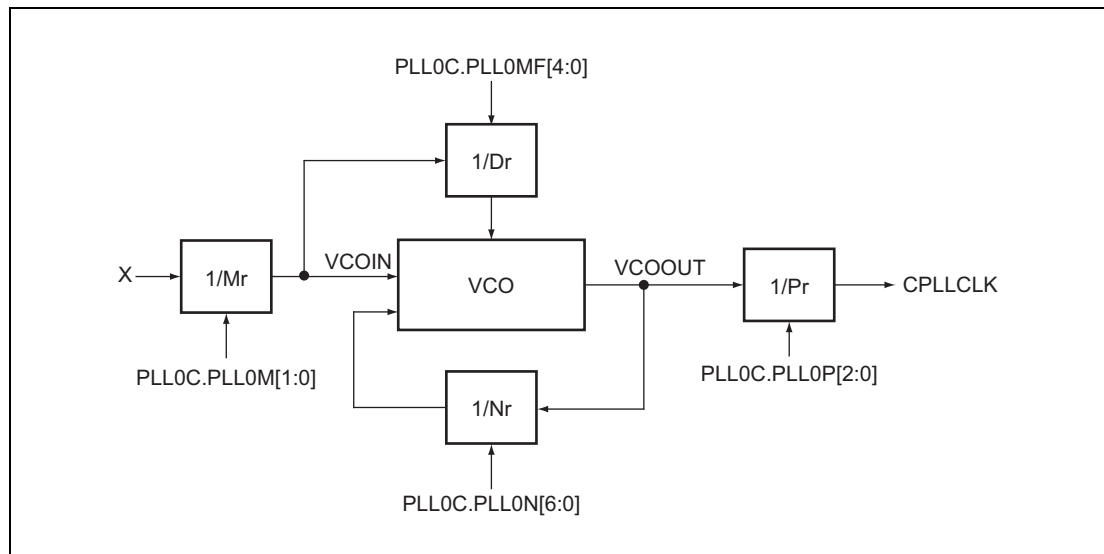 PLL0C.PLL0MF[4:0]
1/Dr
X
1/Mr
VCOIN
VCO
VCOOUT
1/Pr
CPLLCLK
PLL0C.PLL0M[1:0]
PLL0C.PLL0P[2:0]
1/Nr
PLL0C.PLL0N[6:0]